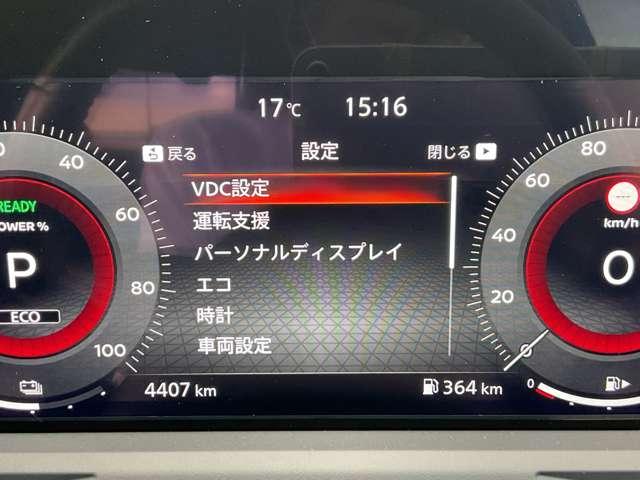 17℃ 15:16
戻る 設定 閉じる
VDC設定
運転支援
パーソナルディスプレイ
エコ
時計
車両設定
40
60
80
100
READY
POWER %
P
ECO
80
60
40
20
0
km/h
0
4407 km
364 km
0